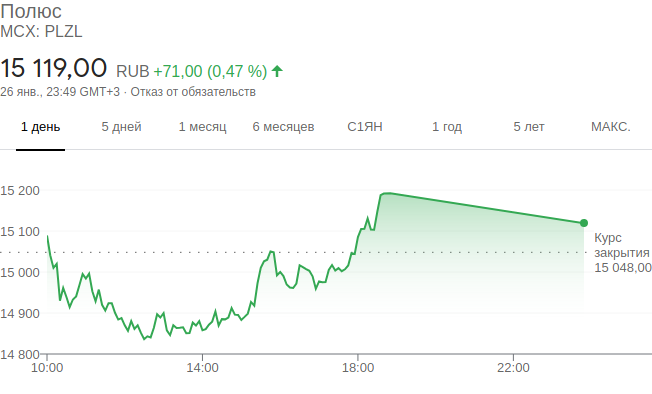 Полюс
MCX: PLZL
15 119,00 RUB +71,00 (0,47 %)
26 янв., 23:49 GMT+3 · Отказ от обязательств
1 день 5 дней 1 месяц 6 месяцев С1ЯН 1 год 5 лет МАКС.
15 200
15 100
Курс
закрытия
15 048,00
15 000
14 900
14 800
10:00 14:00 18:00 22:00